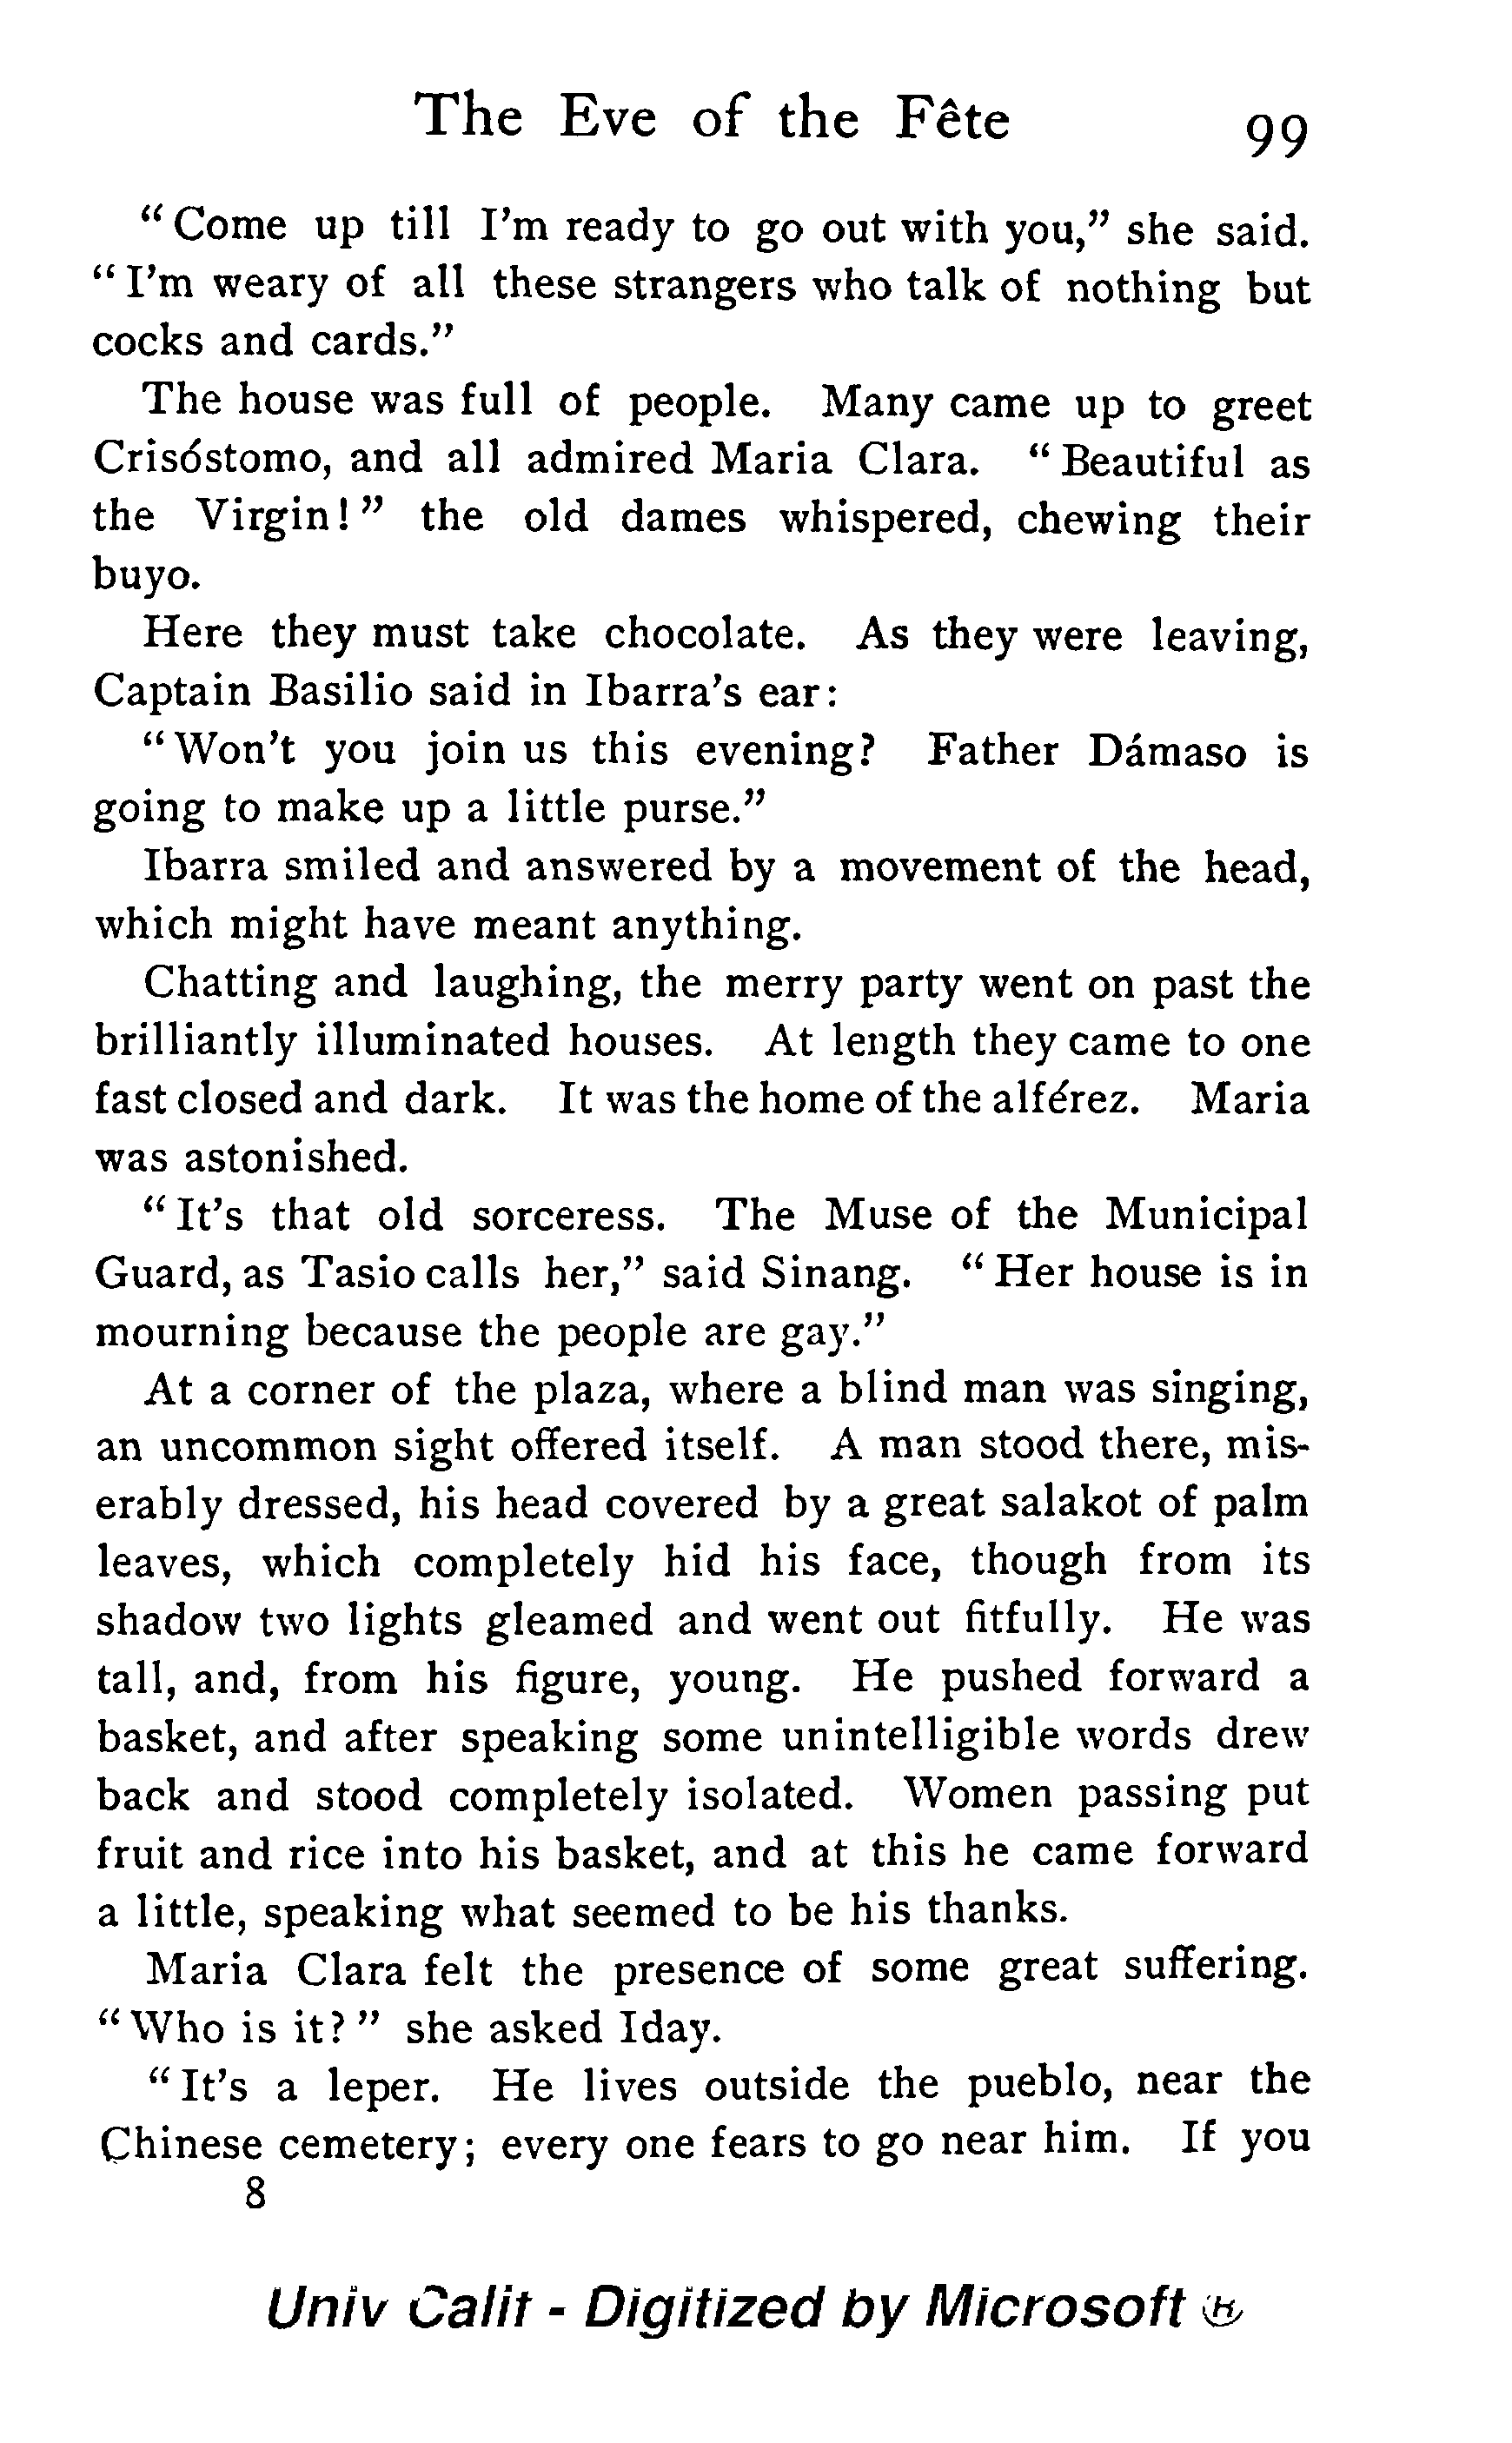 The Eve of the Fête 99
"Come up till I'm ready to go out with you," she said.
"I'm weary of all these strangers who talk of nothing but
cocks and cards."
The house was full of people. Many came up to greet
Crisóstomo, and all admired Maria Clara. "Beautiful as
the Virgin!" the old dames whispered, chewing their
buyo.
Here they must take chocolate. As they were leaving,
Captain Basilio said in Ibarra's ear:
"Won't you join us this evening? Father Dámaso is
going to make up a little purse."
Ibarra smiled and answered by a movement of the head,
which might have meant anything.
Chatting and laughing, the merry party went on past the
brilliantly illuminated houses. At length they came to one
fast closed and dark. It was the home of the alférez. Maria
was astonished.
"It's that old sorceress. The Muse of the Municipal
Guard, as Tasio calls her," said Sinang. "Her house is in
mourning because the people are gay."
At a corner of the plaza, where a blind man was singing,
an uncommon sight offered itself. A man stood there, mis-
erably dressed, his head covered by a great salakot of palm
leaves, which completely hid his face, though from its
shadow two lights gleamed and went out fitfully. He was
tall, and, from his figure, young. He pushed forward a
basket, and after speaking some unintelligible words drew
back and stood completely isolated. Women passing put
fruit and rice into his basket, and at this he came forward
a little, speaking what seemed to be his thanks.
Maria Clara felt the presence of some great suffering.
"Who is it?" she asked Iday.
"It's a leper. He lives outside the pueblo, near the
Chinese cemetery; every one fears to go near him. If you
8
Univ Calif - Digitized by Microsoft ®